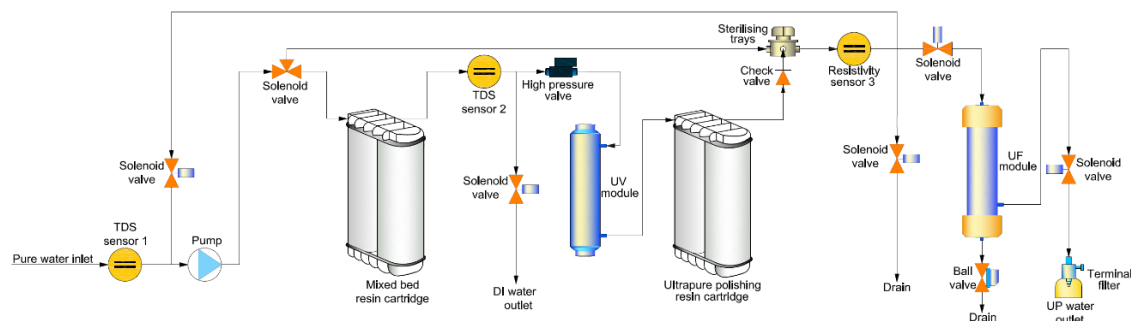 Sterilising
trays
Solenoid
valve
TDS
sensor 2
High pressure
valve
Check
valve
Resistivity
sensor 3
Solenoid
valve
Solenoid
valve
Solenoid
valve
UV
module
Solenoid
valve
UF
module
Solenoid
valve
TDS
sensor 1
Pump
Pure water inlet
Mixed bed
resin cartridge
DI water
outlet
Ultrapure polishing
resin cartridge
Drain
Ball
valve
Drain
Terminal
filter
UP water
outlet